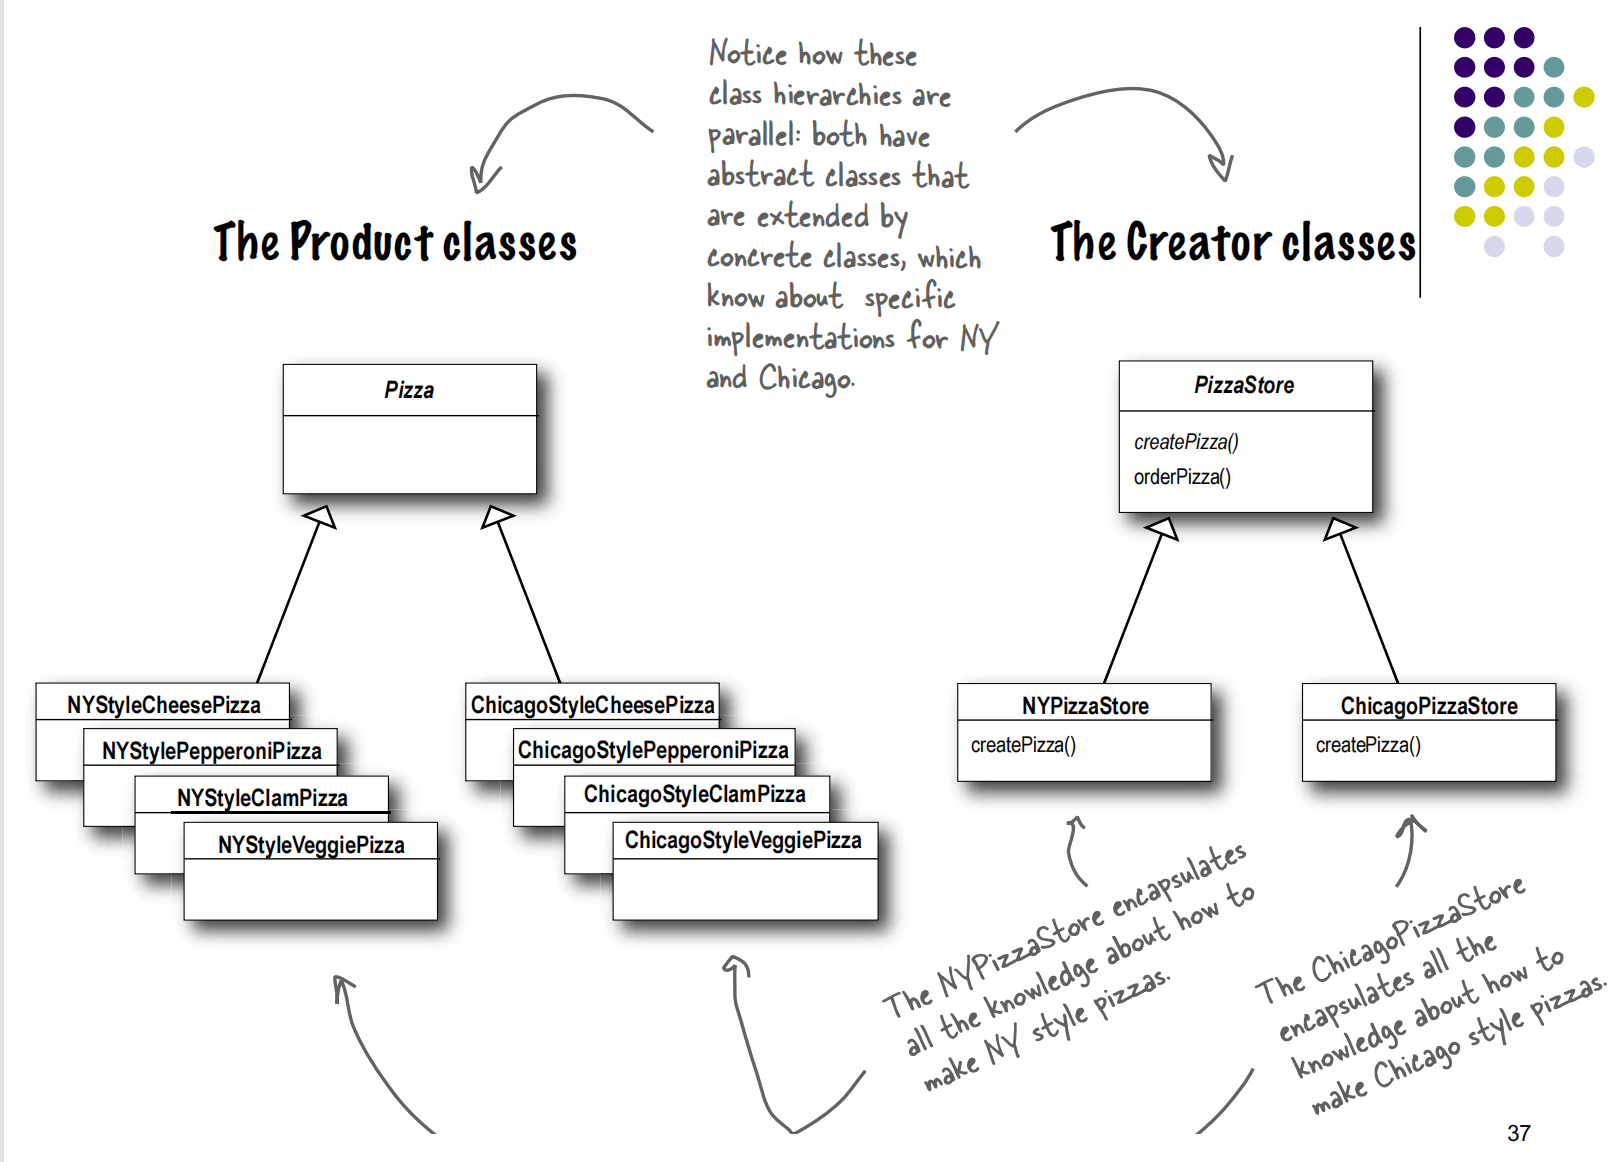 Notice how these
class hierarchies are
parallel: both have
abstract classes that
are extended by
concrete classes, which
know about specific
implementations for NY
and Chicago.
The Product classes
The Creator classes
Pizza
PizzaStore
createPizza()
orderPizza()
NYStyleCheesePizza
NYStylePepperoniPizza
NYStyleClamPizza
NYStyleVeggiePizza
ChicagoStyleCheesePizza
ChicagoStylePepperoniPizza
ChicagoStyleClamPizza
ChicagoStyleVeggiePizza
NYPizzaStore
createPizza()
ChicagoPizzaStore
createPizza()
The NYPizzaStore encapsulates
all the knowledge about how to
make NY style pizzas.
The ChicagoPizzaStore
encapsulates all the
knowledge about how to
make Chicago style pizzas.
37